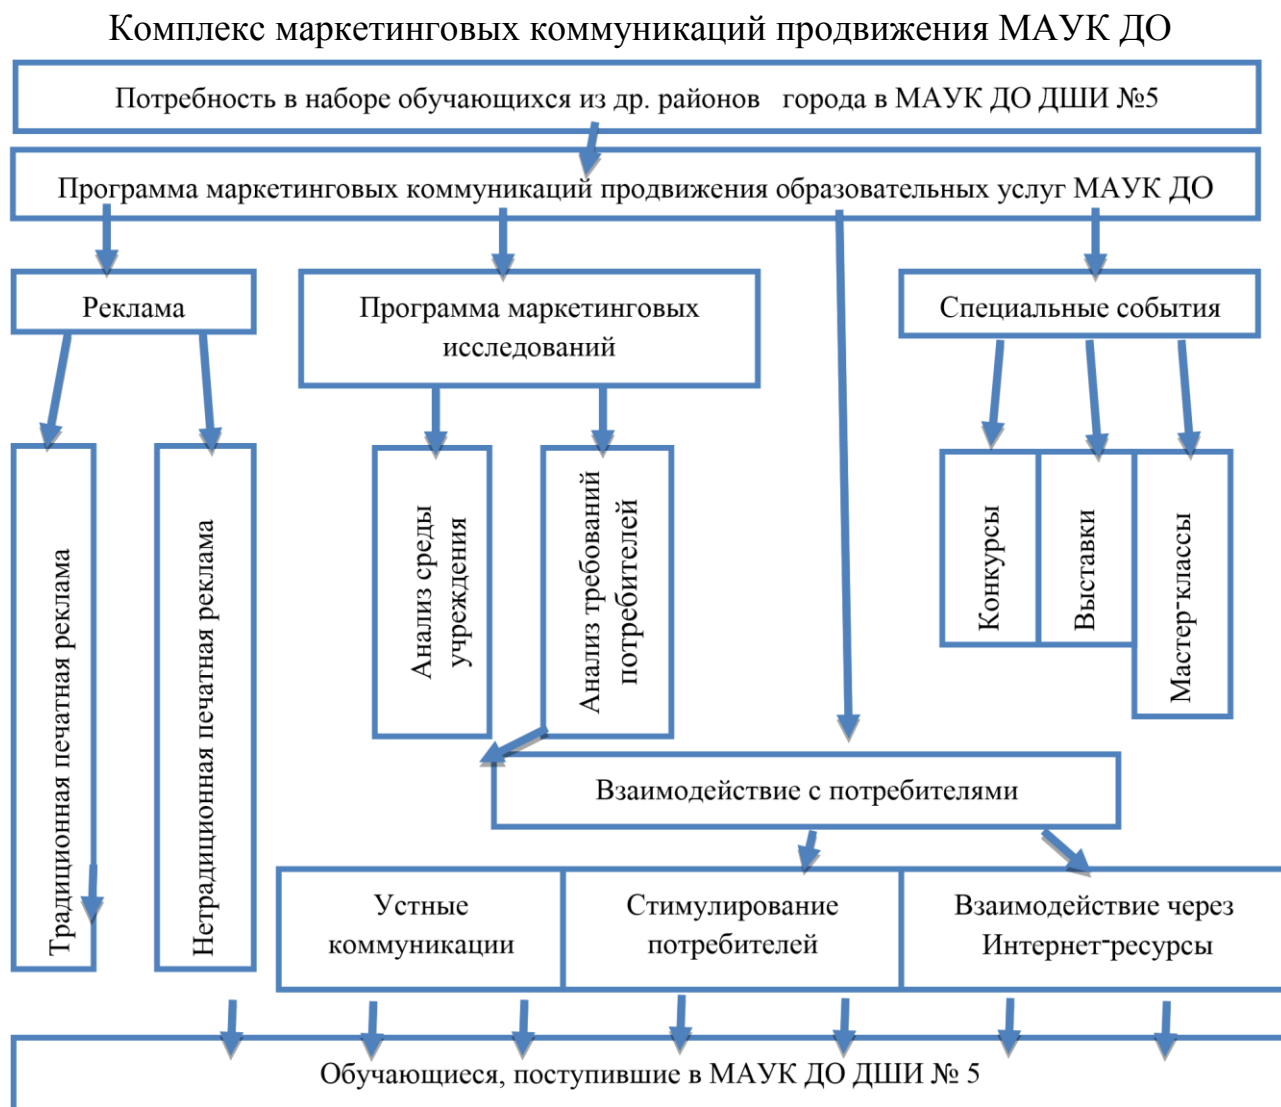 Комплекс маркетинговых коммуникаций продвижения МАУК ДО
Потребность в наборе обучающихся из др. районов города в МАУК ДО ДШИ №5
Программа маркетинговых коммуникаций продвижения образовательных услуг МАУК ДО
Реклама
Программа маркетинговых
исследований
Специальные события
Традиционная печатная реклама
Нетрадиционная печатная реклама
Анализ среды
учреждения
Анализ требований
потребителей
Конкурсы
Выставки
Мастер-классы
Взаимодействие с потребителями
Устные
коммуникации
Стимулирование
потребителей
Взаимодействие через
Интернет-ресурсы
Обучающиеся, поступившие в МАУК ДО ДШИ № 5